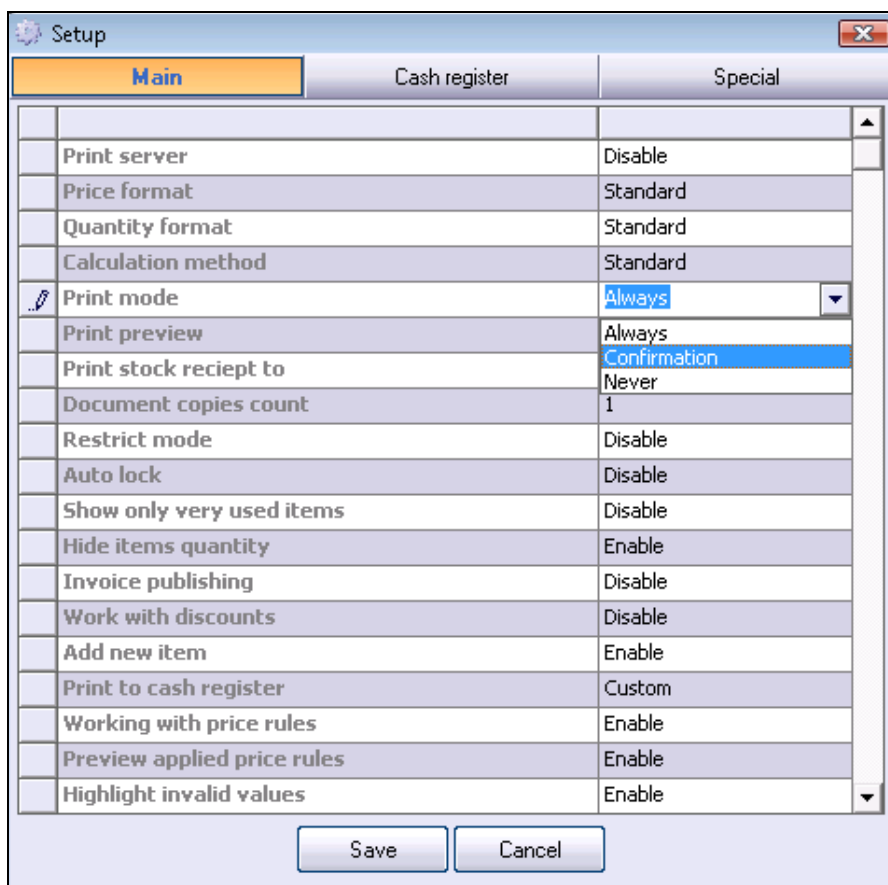 Setup
Main Cash register Special
Print server Disable
Price format Standard
Quantity format Standard
Calculation method Standard
Print mode Always
Print preview Always
Confirmation
Print stock reciept to Never
Document copies count 1
Restrict mode Disable
Auto lock Disable
Show only very used items Disable
Hide items quantity Enable
Invoice publishing Disable
Work with discounts Disable
Add new item Enable
Print to cash register Custom
Working with price rules Enable
Preview applied price rules Enable
Highlight invalid values Enable
Save Cancel